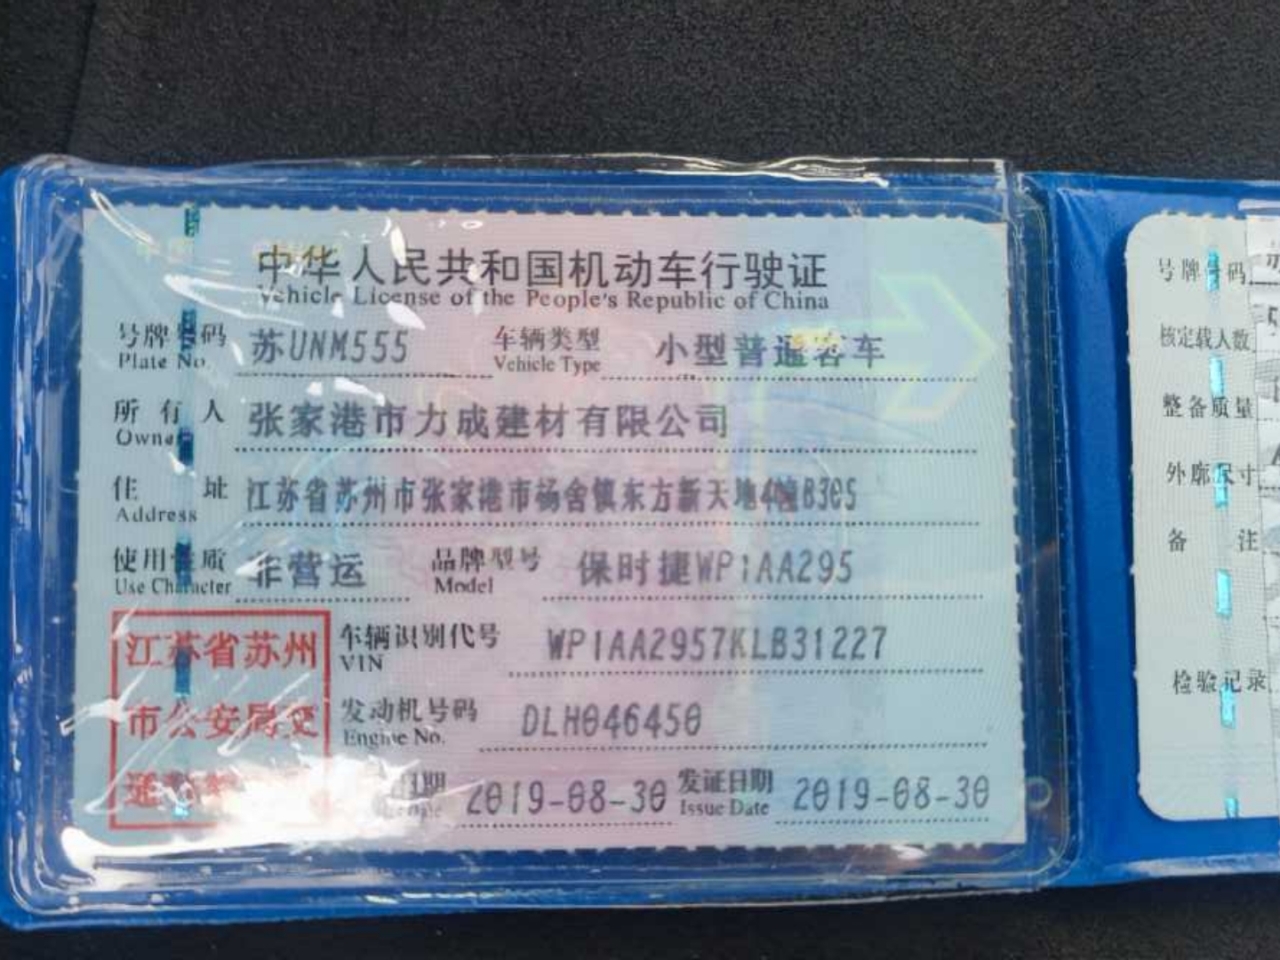 中华人民共和国机动车行驶证
Vehicle License of the People's Republic of China
号牌号码 苏UNM555 车辆类型 小型普通客车
Plate No. Vehicle Type
所有人 张家港市力成建材有限公司
Owner
住址 江苏省苏州市张家港市杨舍镇东方新天地4幢B305
Address
使用性质 非营运 品牌型号 保时捷WP1AA295
Use Character Model
江苏省苏州
市公安局交
车辆识别代号 WP1AA2957KLB31227
VIN
发动机号码 DLH046450
Engine No.
日期 2019-08-30 发证日期 2019-08-30
Issue Date
号牌号码
核定载人数
整备质量
外廓尺寸
备注
检验记录